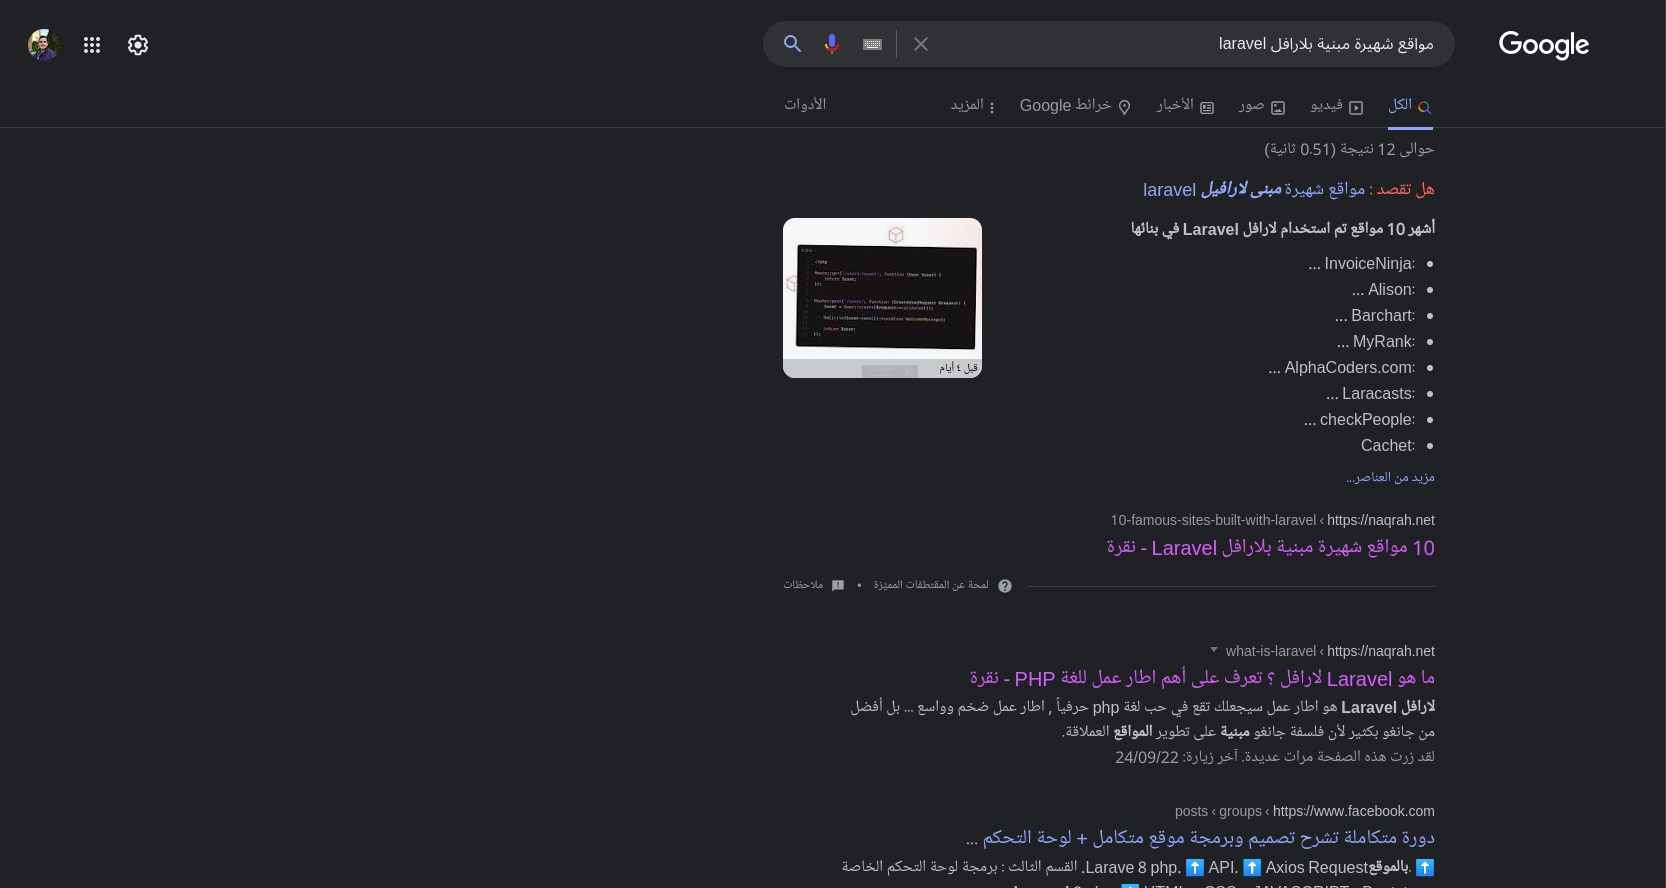 Google
مواقع شهيرة مبنية بلارافل laravel
الكل
فيديو
صور
الأخبار
خرائط Google
المزيد
الأدوات
حوالى 12 نتيجة (0.51 ثانية)
هل تقصد : مواقع شهيرة مبنى لارافيل laravel
أشهر 10 مواقع تم استخدام لارافل Laravel في بنائها
InvoiceNinja: ...
Alison: ...
Barchart: ...
MyRank: ...
AlphaCoders.com: ...
Laracasts: ...
checkPeople: ...
Cachet:
قبل ٤ أيام
مزيد من العناصر...
https://naqrah.net › 10-famous-sites-built-with-laravel
10 مواقع شهيرة مبنية بلارافل Laravel - نقرة
لمحة عن المقتطفات المميّزة • ملاحظات
https://naqrah.net › what-is-laravel
ما هو Laravel لارافل ؟ تعرف على أهم اطار عمل للغة PHP - نقرة
لارافل Laravel هو اطار عمل سيجعلك تقع في حب لغة php حرفياً , اطار عمل ضخم وواسع ... بل أفضل
من جانغو بكثير لأن فلسفة جانغو مبنية على تطوير المواقع العملاقة.
لقد زرت هذه الصفحة مرات عديدة. آخر زيارة: 24/09/22
https://www.facebook.com › groups › posts
دورة متكاملة تشرح تصميم وبرمجة موقع متكامل + لوحة التحكم ...
⬆️ .بالموقعAxios Request ⬆️ .API ⬆️ .Larave 8 php. القسم الثالث : برمجة لوحة التحكم الخاصة